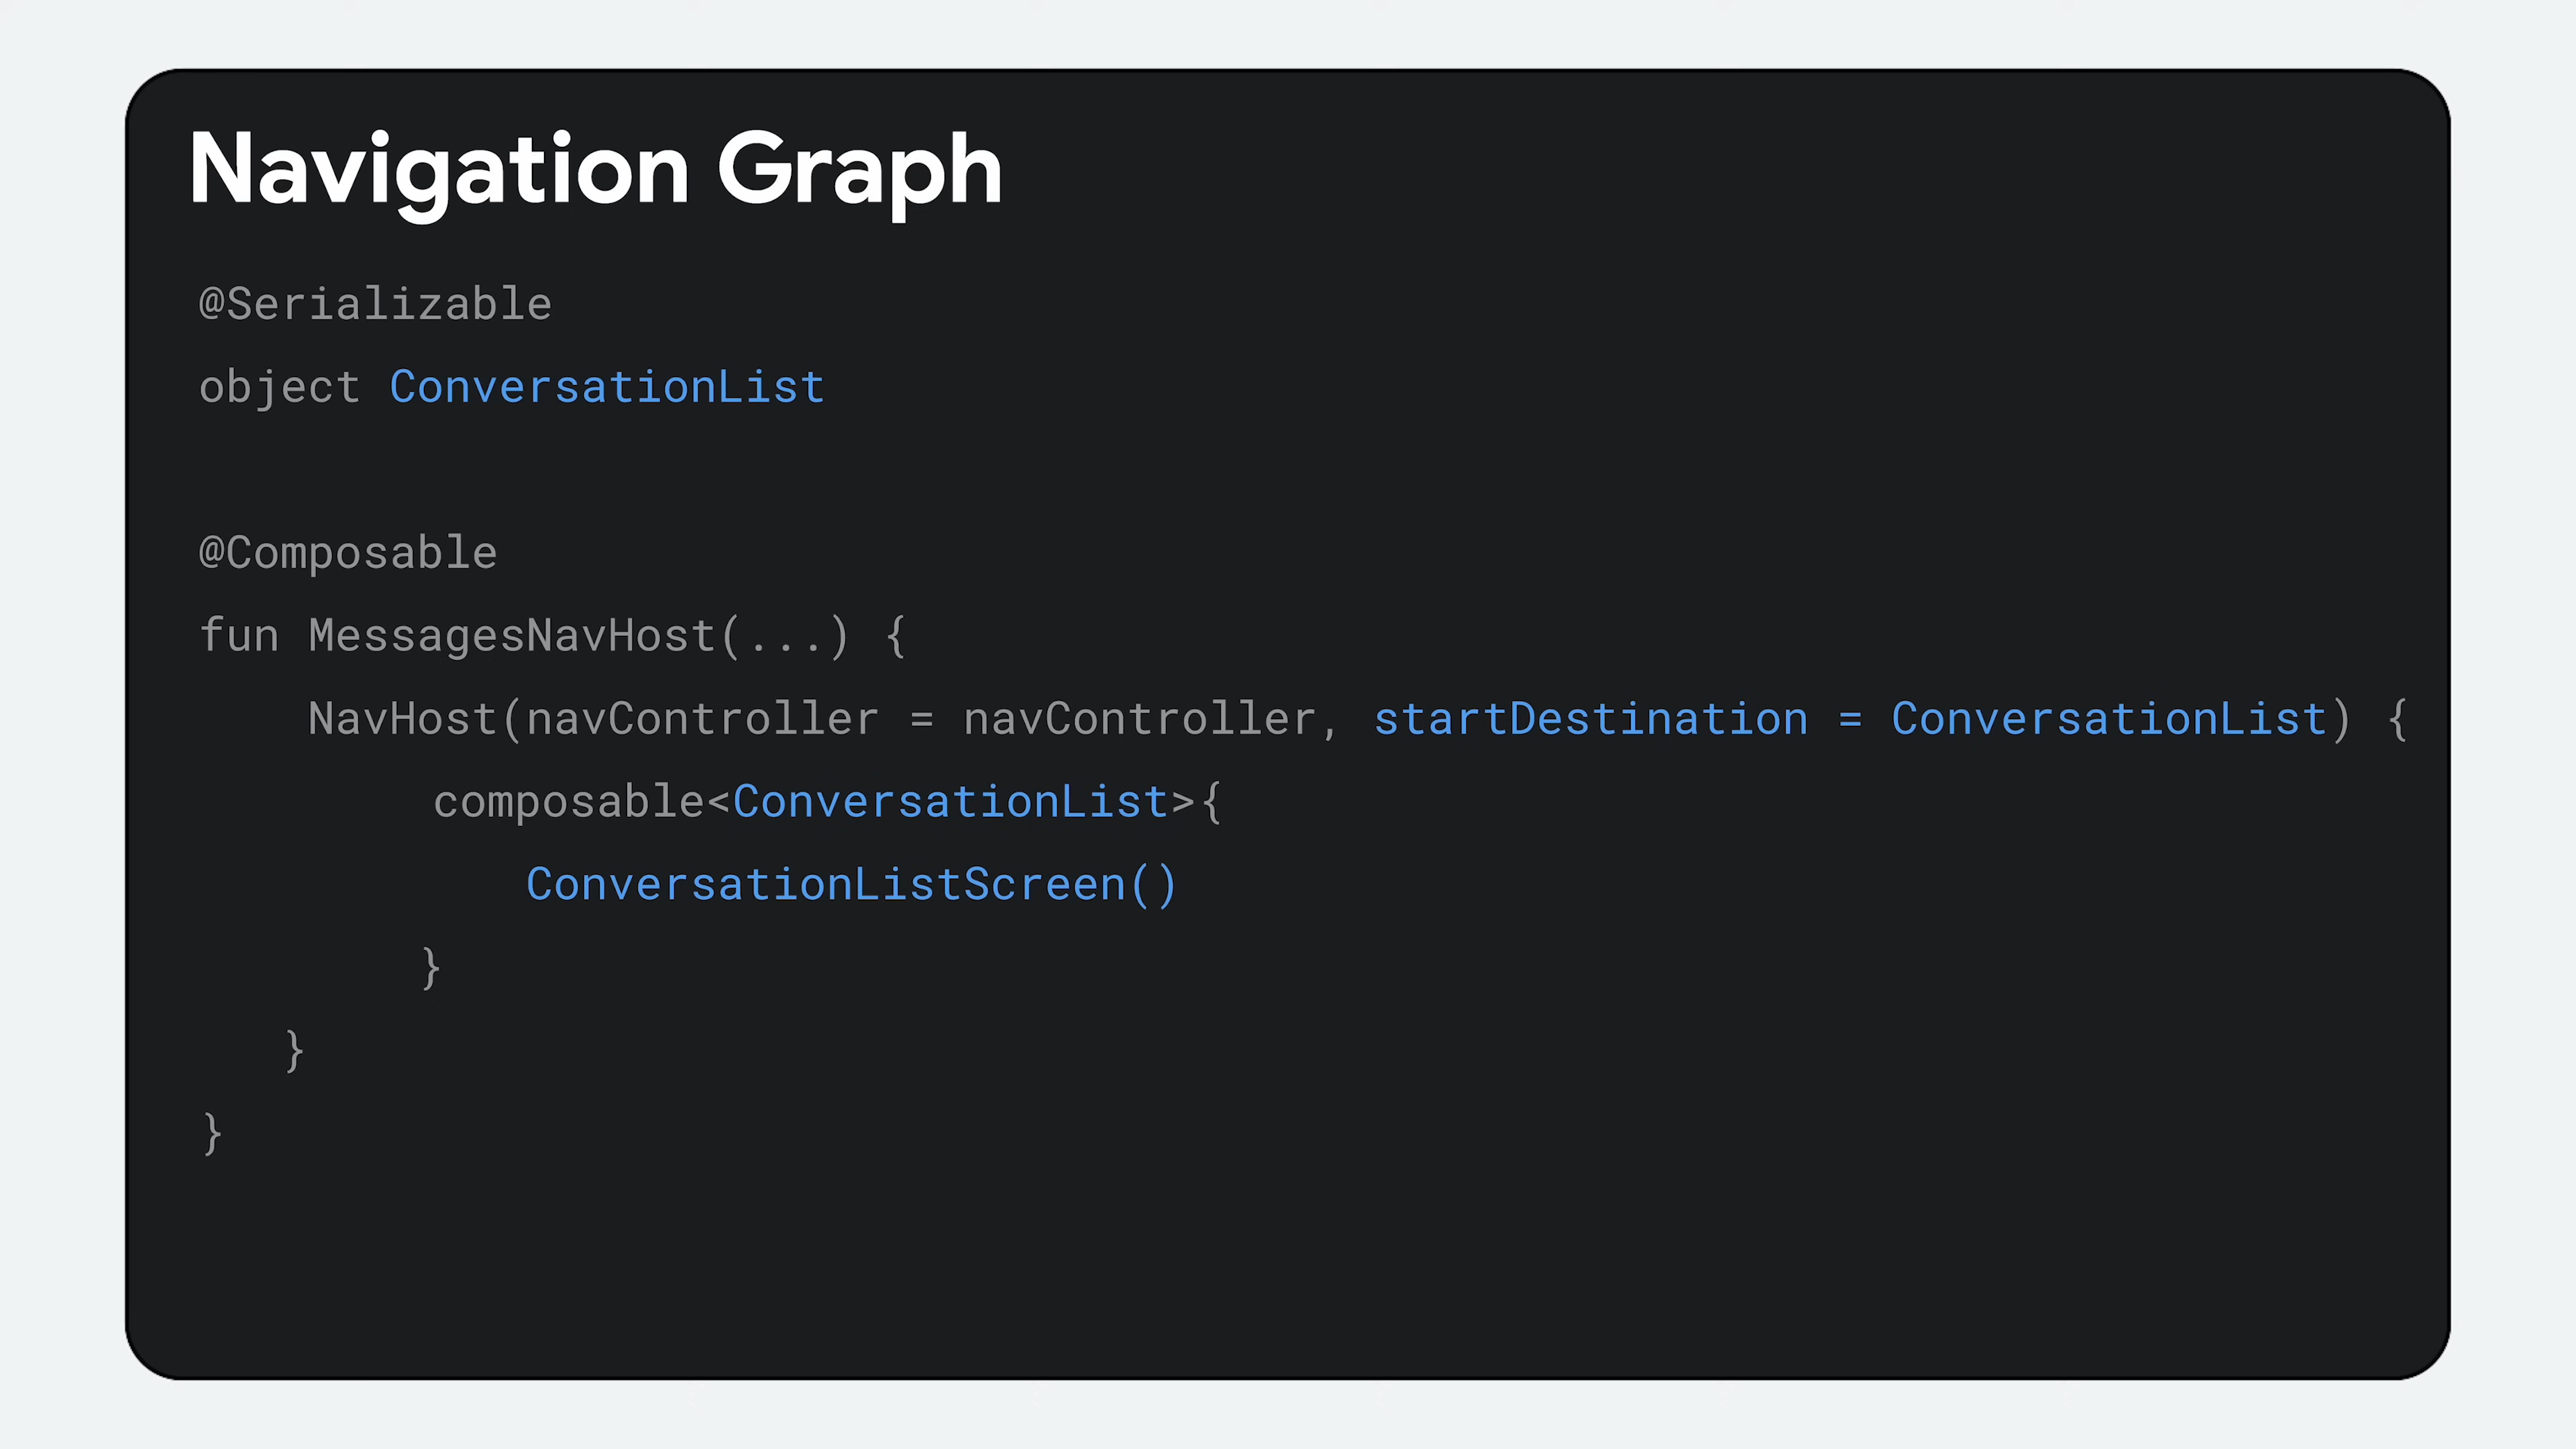 Navigation Graph
@Serializable
object ConversationList
@Composable
fun MessagesNavHost(...) {
NavHost(navController = navController, startDestination = ConversationList) {
composable<ConversationList>{
ConversationListScreen()
}
}
}